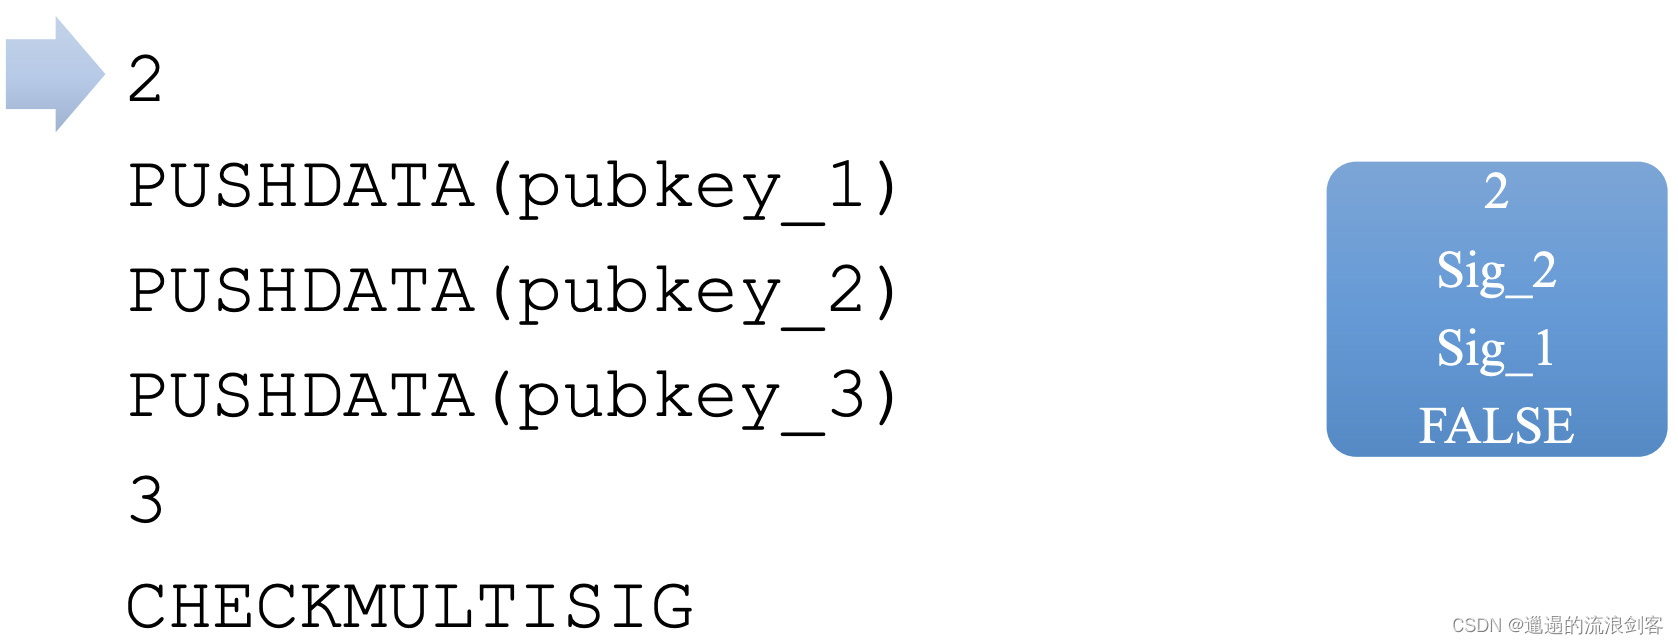 2
PUSHDATA(pubkey_1)
PUSHDATA(pubkey_2)
PUSHDATA(pubkey_3)
3
CHECKMULTISIG
2
Sig_2
Sig_1
FALSE
CSDN @邋遢的流浪剑客